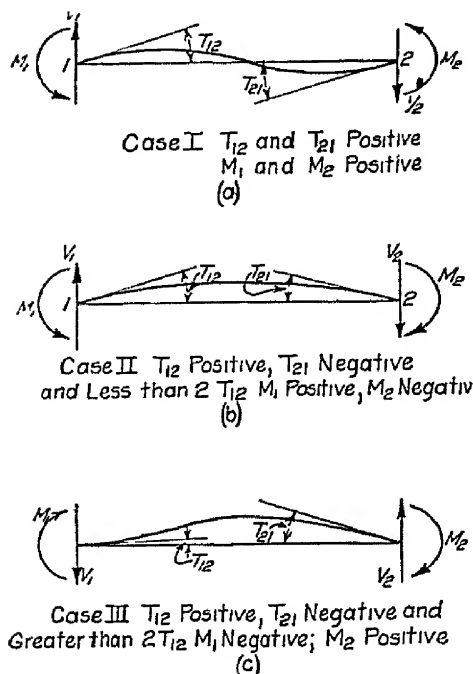 V₁
M₁
1
T₁₂
T₂₁
2
M₂
V₂
Case I T₁₂ and T₂₁ Positive
M₁ and M₂ Positive
(a)
V₁
M₁
1
T₁₂
T₂₁
V₂
2
M₂
Case II T₁₂ Positive, T₂₁ Negative
and Less than 2 T₁₂ M₁ Positive, M₂ Negativ
(b)
M₁
V₁
T₁₂
T₂₁
V₂
M₂
Case III T₁₂ Positive, T₂₁ Negative and
Greater than 2T₁₂ M₁ Negative; M₂ Positive
(c)